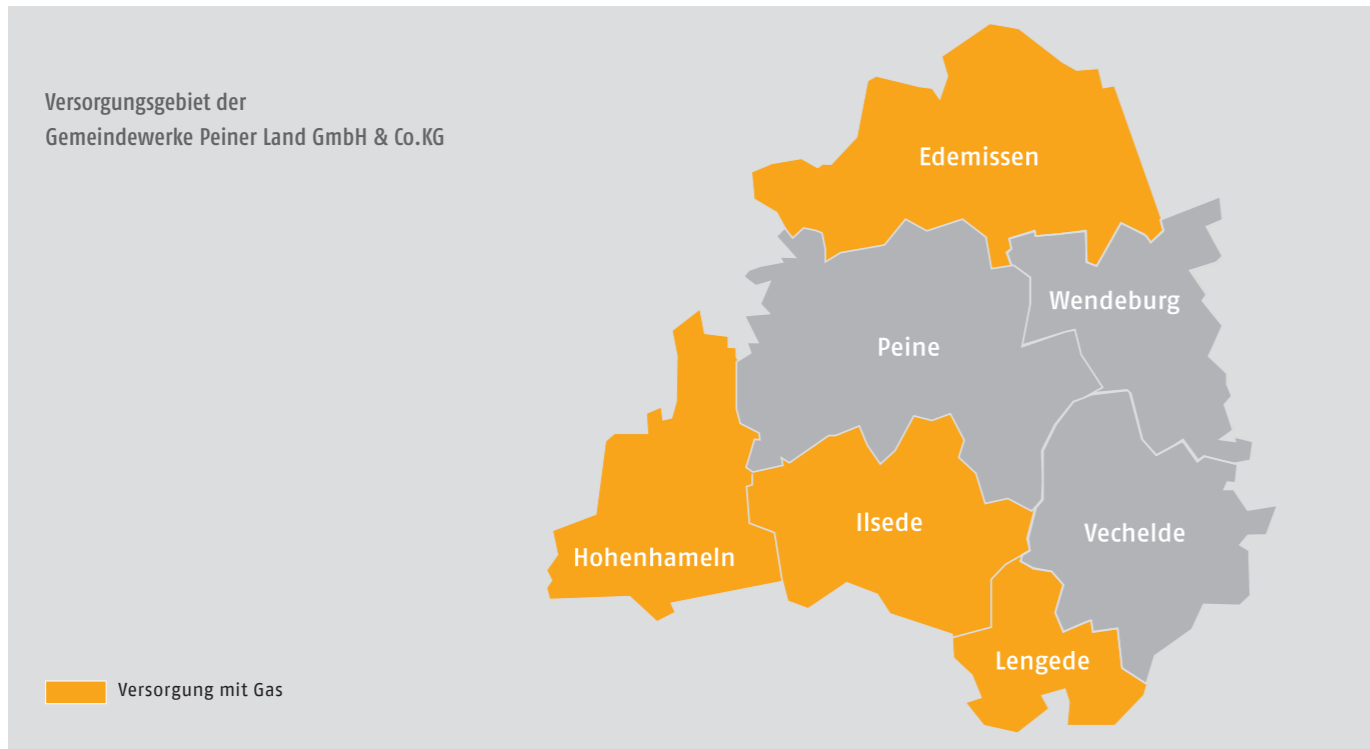 Versorgungsgebiet der
Gemeindewerke Peiner Land GmbH & Co.KG
Edemissen
Wendeburg
Peine
Ilsede
Vechelde
Hohenhameln
Lengede
Versorgung mit Gas